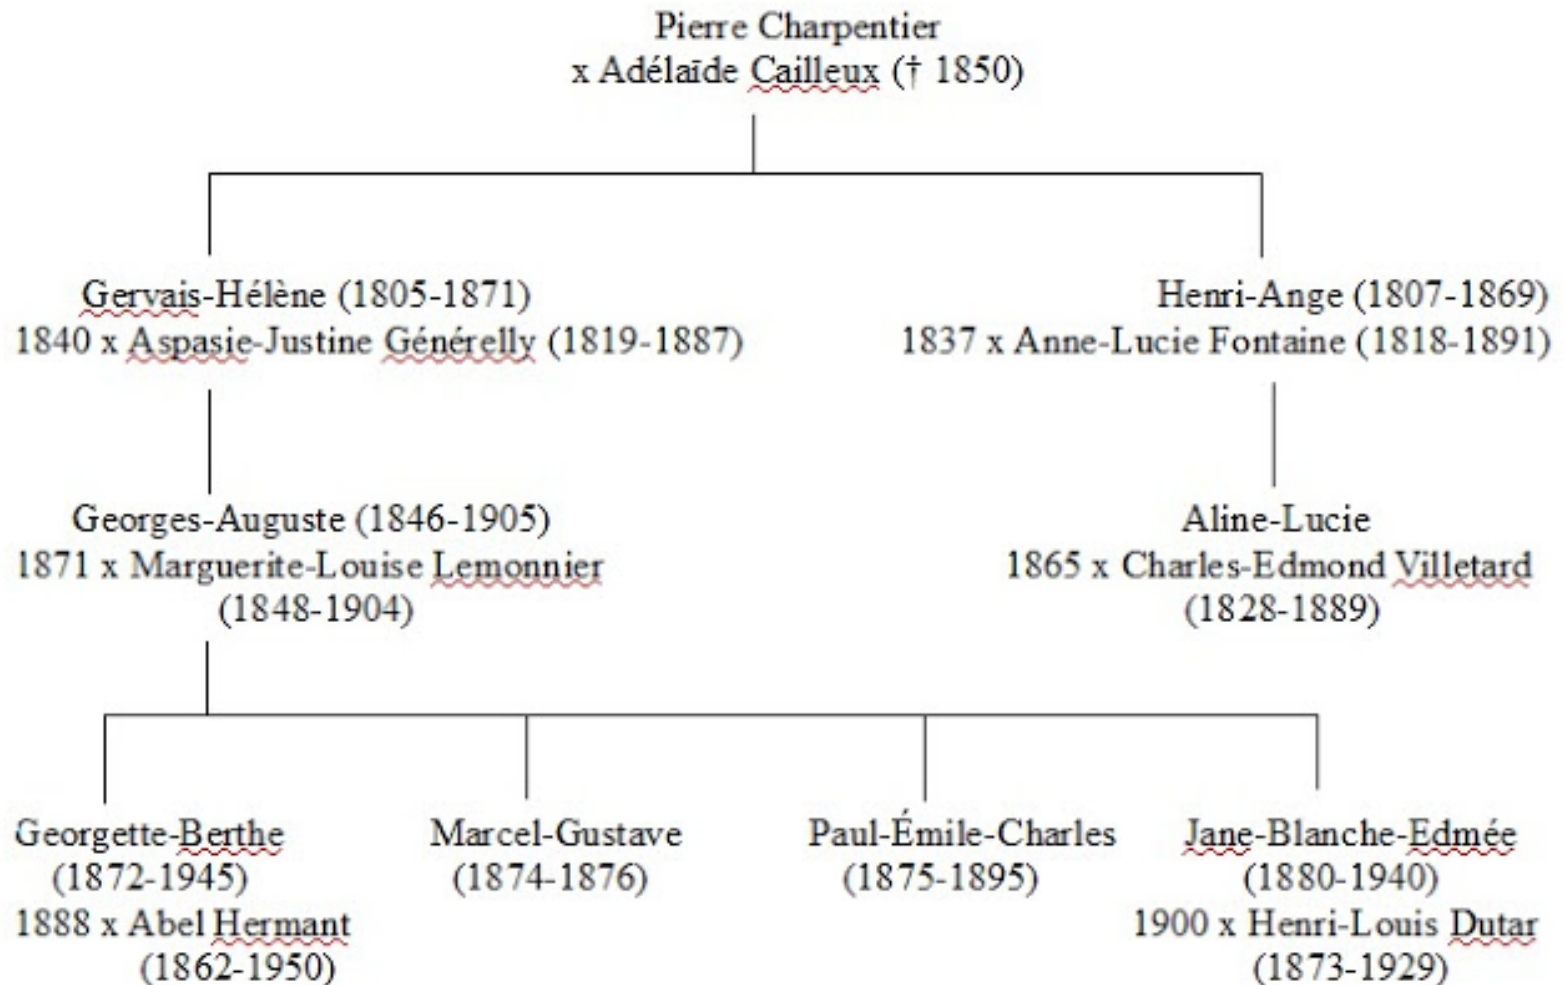 Pierre Charpentier
x Adélaïde Cailleux († 1850)
Gervais-Hélène (1805-1871)
1840 x Aspasie-Justine Générelly (1819-1887)
Henri-Ange (1807-1869)
1837 x Anne-Lucie Fontaine (1818-1891)
Georges-Auguste (1846-1905)
1871 x Marguerite-Louise Lemonnier
(1848-1904)
Aline-Lucie
1865 x Charles-Edmond Villetard
(1828-1889)
Georgette-Berthe
(1872-1945)
1888 x Abel Hermant
(1862-1950)
Marcel-Gustave
(1874-1876)
Paul-Émile-Charles
(1875-1895)
Jane-Blanche-Edmée
(1880-1940)
1900 x Henri-Louis Dutar
(1873-1929)